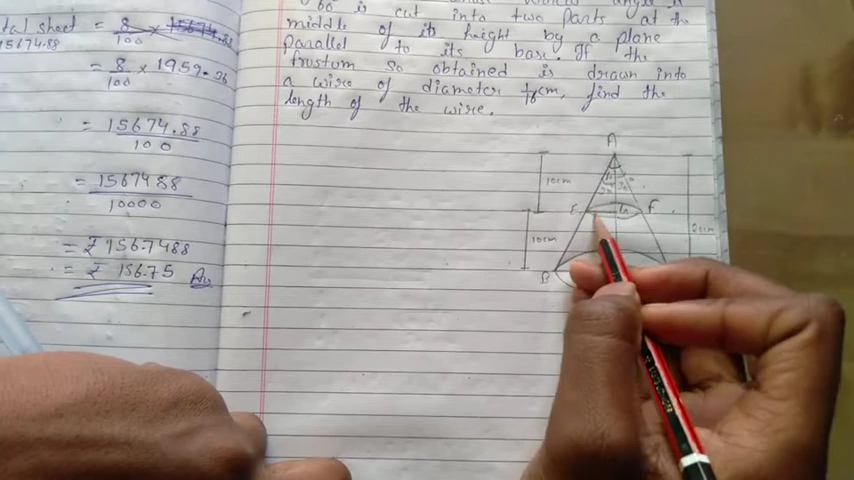 tal sheet = 8/100 × 15674.88
15674.88
= 8/100 × 1959.36
= 15674.88/100
= 1567488/10000
= ₹ 156.7488
= ₹ 156.75 Ans
60° is cut into two parts at the
middle of its height by a plane
parallel to its base. If the
frustum so obtained is drawn into
a wire of diameter 1/16 cm, find the
length of the wire.
A
10cm
E F
10cm 20cm
B